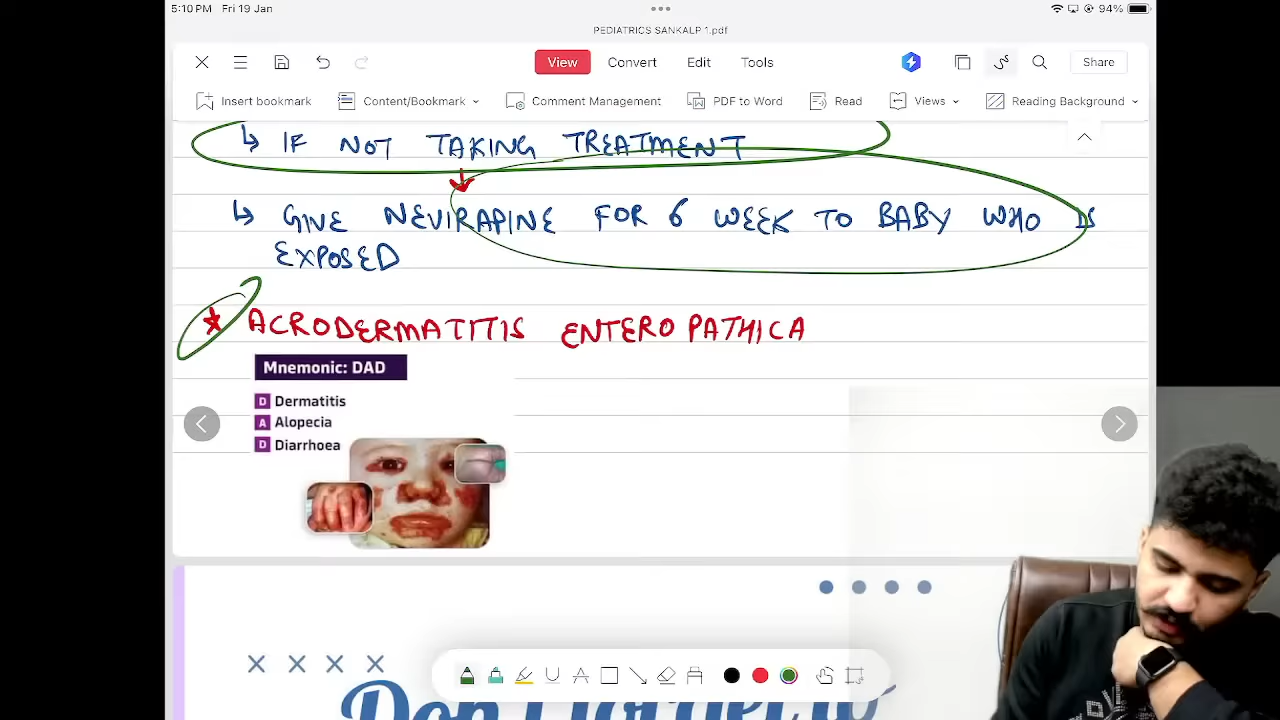 5:10 PM Fri 19 Jan
94%
PEDIATRICS SANKALP 1.pdf
View Convert Edit Tools Share
Insert bookmark Content/Bookmark Comment Management PDF to Word Read Views Reading Background
↳ IF NOT TAKING TREATMENT
↳ GIVE NEVIRAPINE FOR 6 WEEK TO BABY WHO IS
EXPOSED
★ ACRODERMATITIS ENTEROPATHICA
Mnemonic: DAD
D Dermatitis
A Alopecia
D Diarrhoea